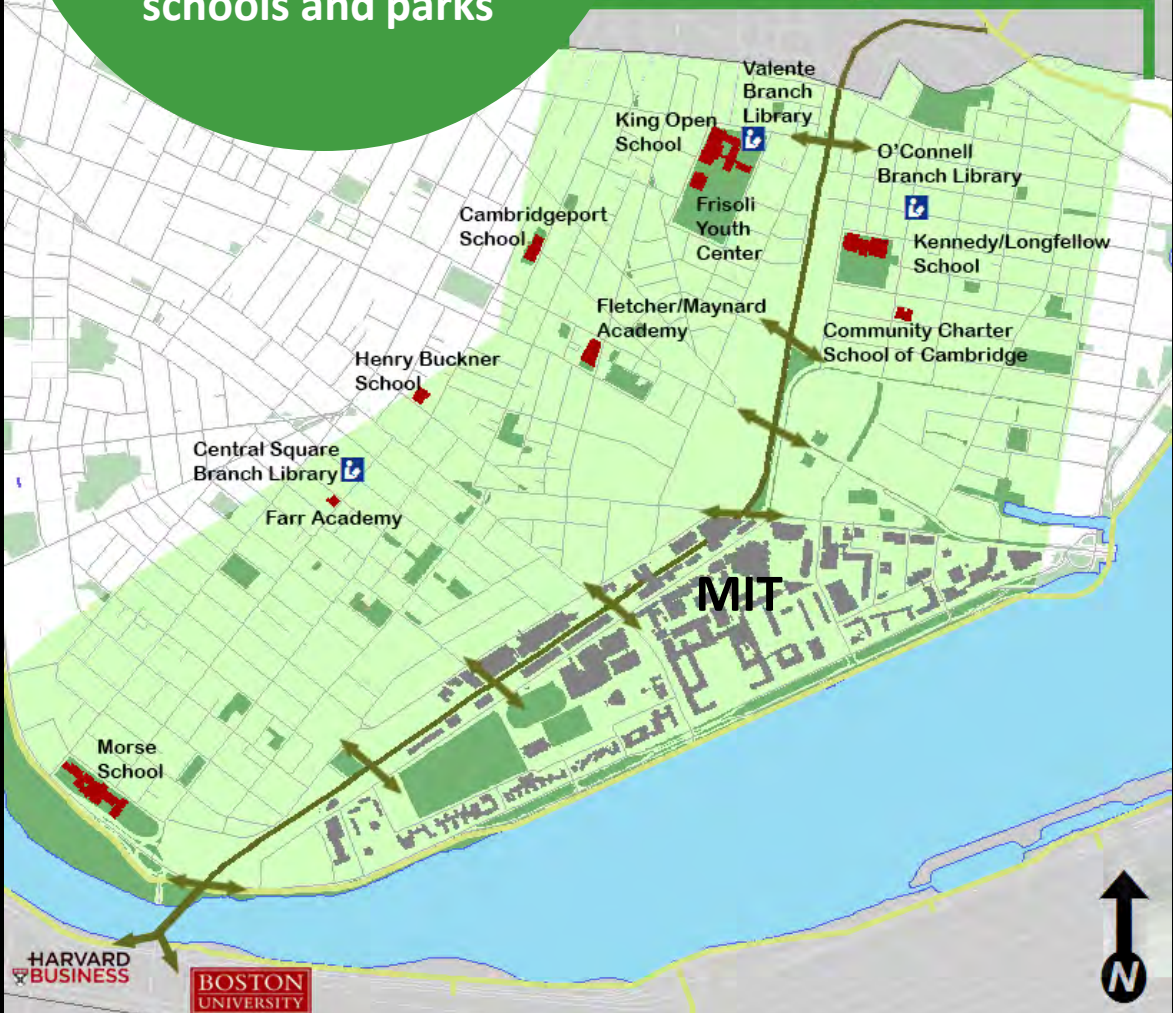 schools and parks
Valente
Branch
Library
King Open
School
O'Connell
Branch Library
Frisoli
Youth
Center
Cambridgeport
School
Kennedy/Longfellow
School
Fletcher/Maynard
Academy
Community Charter
School of Cambridge
Henry Buckner
School
Central Square
Branch Library
Farr Academy
MIT
Morse
School
HARVARD
BUSINESS
BOSTON
UNIVERSITY
N